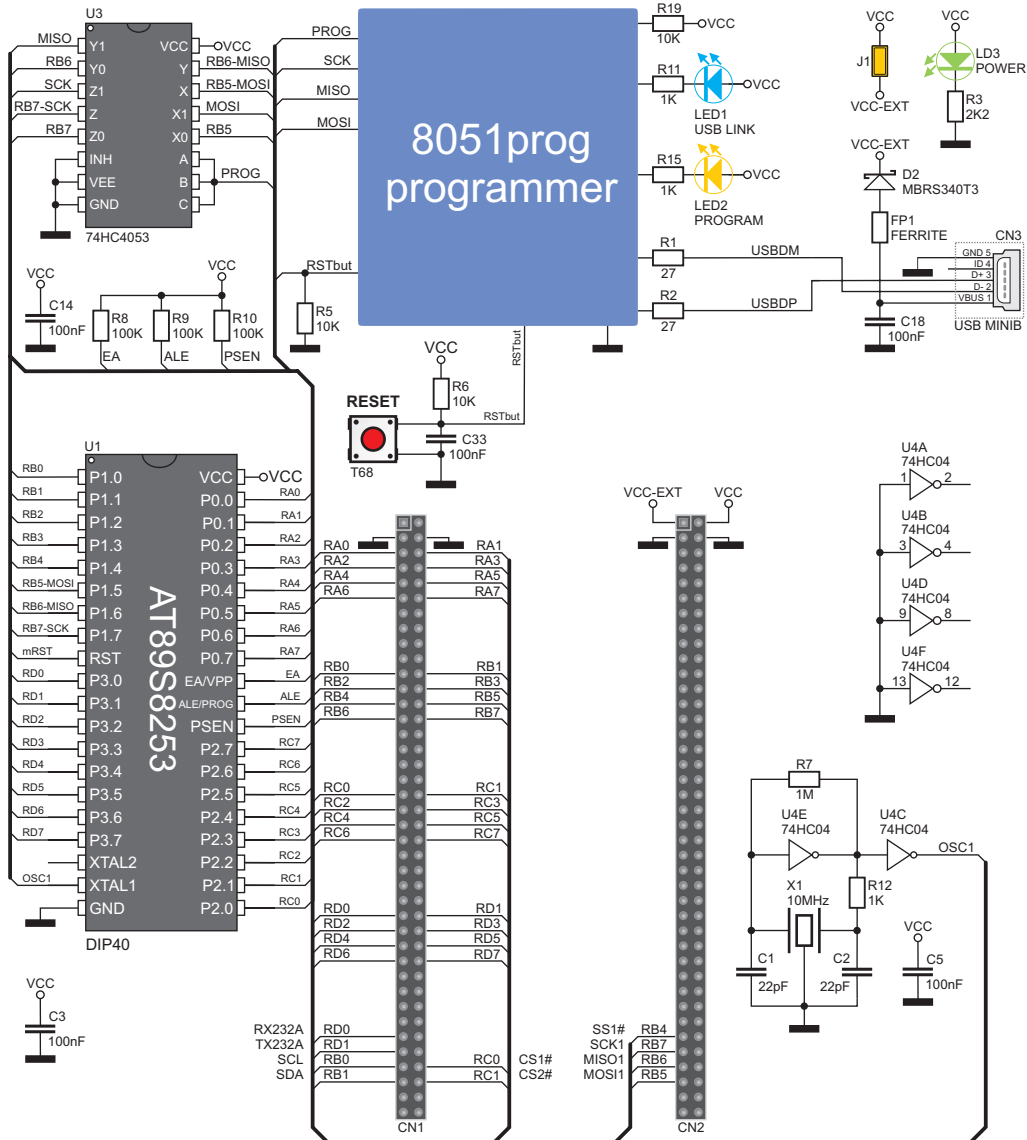 U3
MISO
Y1
VCC
VCC
RB6
Y0
Y
RB6-MISO
SCK
Z1
X
RB5-MOSI
RB7-SCK
Z
X1
MOSI
RB7
Z0
X0
RB5
INH
A
VEE
B
PROG
GND
C
74HC4053
PROG
SCK
MISO
MOSI
8051prog
programmer
RSTbut
R5
10K
RSTbut
R19
10K
VCC
R11
1K
VCC
LED1
USB LINK
R15
1K
VCC
LED2
PROGRAM
R1
27
USBDM
R2
27
USBDP
VCC
J1
VCC-EXT
VCC
LD3
POWER
R3
2K2
VCC-EXT
D2
MBRS340T3
FP1
FERRITE
CN3
GND 5
ID 4
D+ 3
D- 2
VBUS 1
USB MINIB
C18
100nF
VCC
C14
100nF
VCC
R8
100K
R9
100K
R10
100K
EA
ALE
PSEN
VCC
R6
10K
RSTbut
RESET
T68
C33
100nF
U1
AT89S8253
RB0
P1.0
VCC
VCC
RB1
P1.1
P0.0
RA0
RB2
P1.2
P0.1
RA1
RB3
P1.3
P0.2
RA2
RB4
P1.4
P0.3
RA3
RB5-MOSI
P1.5
P0.4
RA4
RB6-MISO
P1.6
P0.5
RA5
RB7-SCK
P1.7
P0.6
RA6
mRST
RST
P0.7
RA7
RD0
P3.0
EA/VPP
EA
RD1
P3.1
ALE/PROG
ALE
RD2
P3.2
PSEN
PSEN
RD3
P3.3
P2.7
RC7
RD4
P3.4
P2.6
RC6
RD5
P3.5
P2.5
RC5
RD6
P3.6
P2.4
RC4
RD7
P3.7
P2.3
RC3
XTAL2
P2.2
RC2
OSC1
XTAL1
P2.1
RC1
GND
P2.0
RC0
DIP40
VCC
C3
100nF
RA0
RA1
RA2
RA3
RA4
RA5
RA6
RA7
RB0
RB1
RB2
RB3
RB4
RB5
RB6
RB7
RC0
RC1
RC2
RC3
RC4
RC5
RC6
RC7
RD0
RD1
RD2
RD3
RD4
RD5
RD6
RD7
RX232A
RD0
TX232A
RD1
SCL
RB0
RC0
CS1#
SDA
RB1
RC1
CS2#
CN1
VCC-EXT
VCC
SS1#
RB4
SCK1
RB7
MISO1
RB6
MOSI1
RB5
CN2
U4A
74HC04
1
2
U4B
74HC04
3
4
U4D
74HC04
9
8
U4F
74HC04
13
12
R7
1M
U4E
74HC04
U4C
74HC04
OSC1
X1
10MHz
R12
1K
C1
22pF
C2
22pF
VCC
C5
100nF